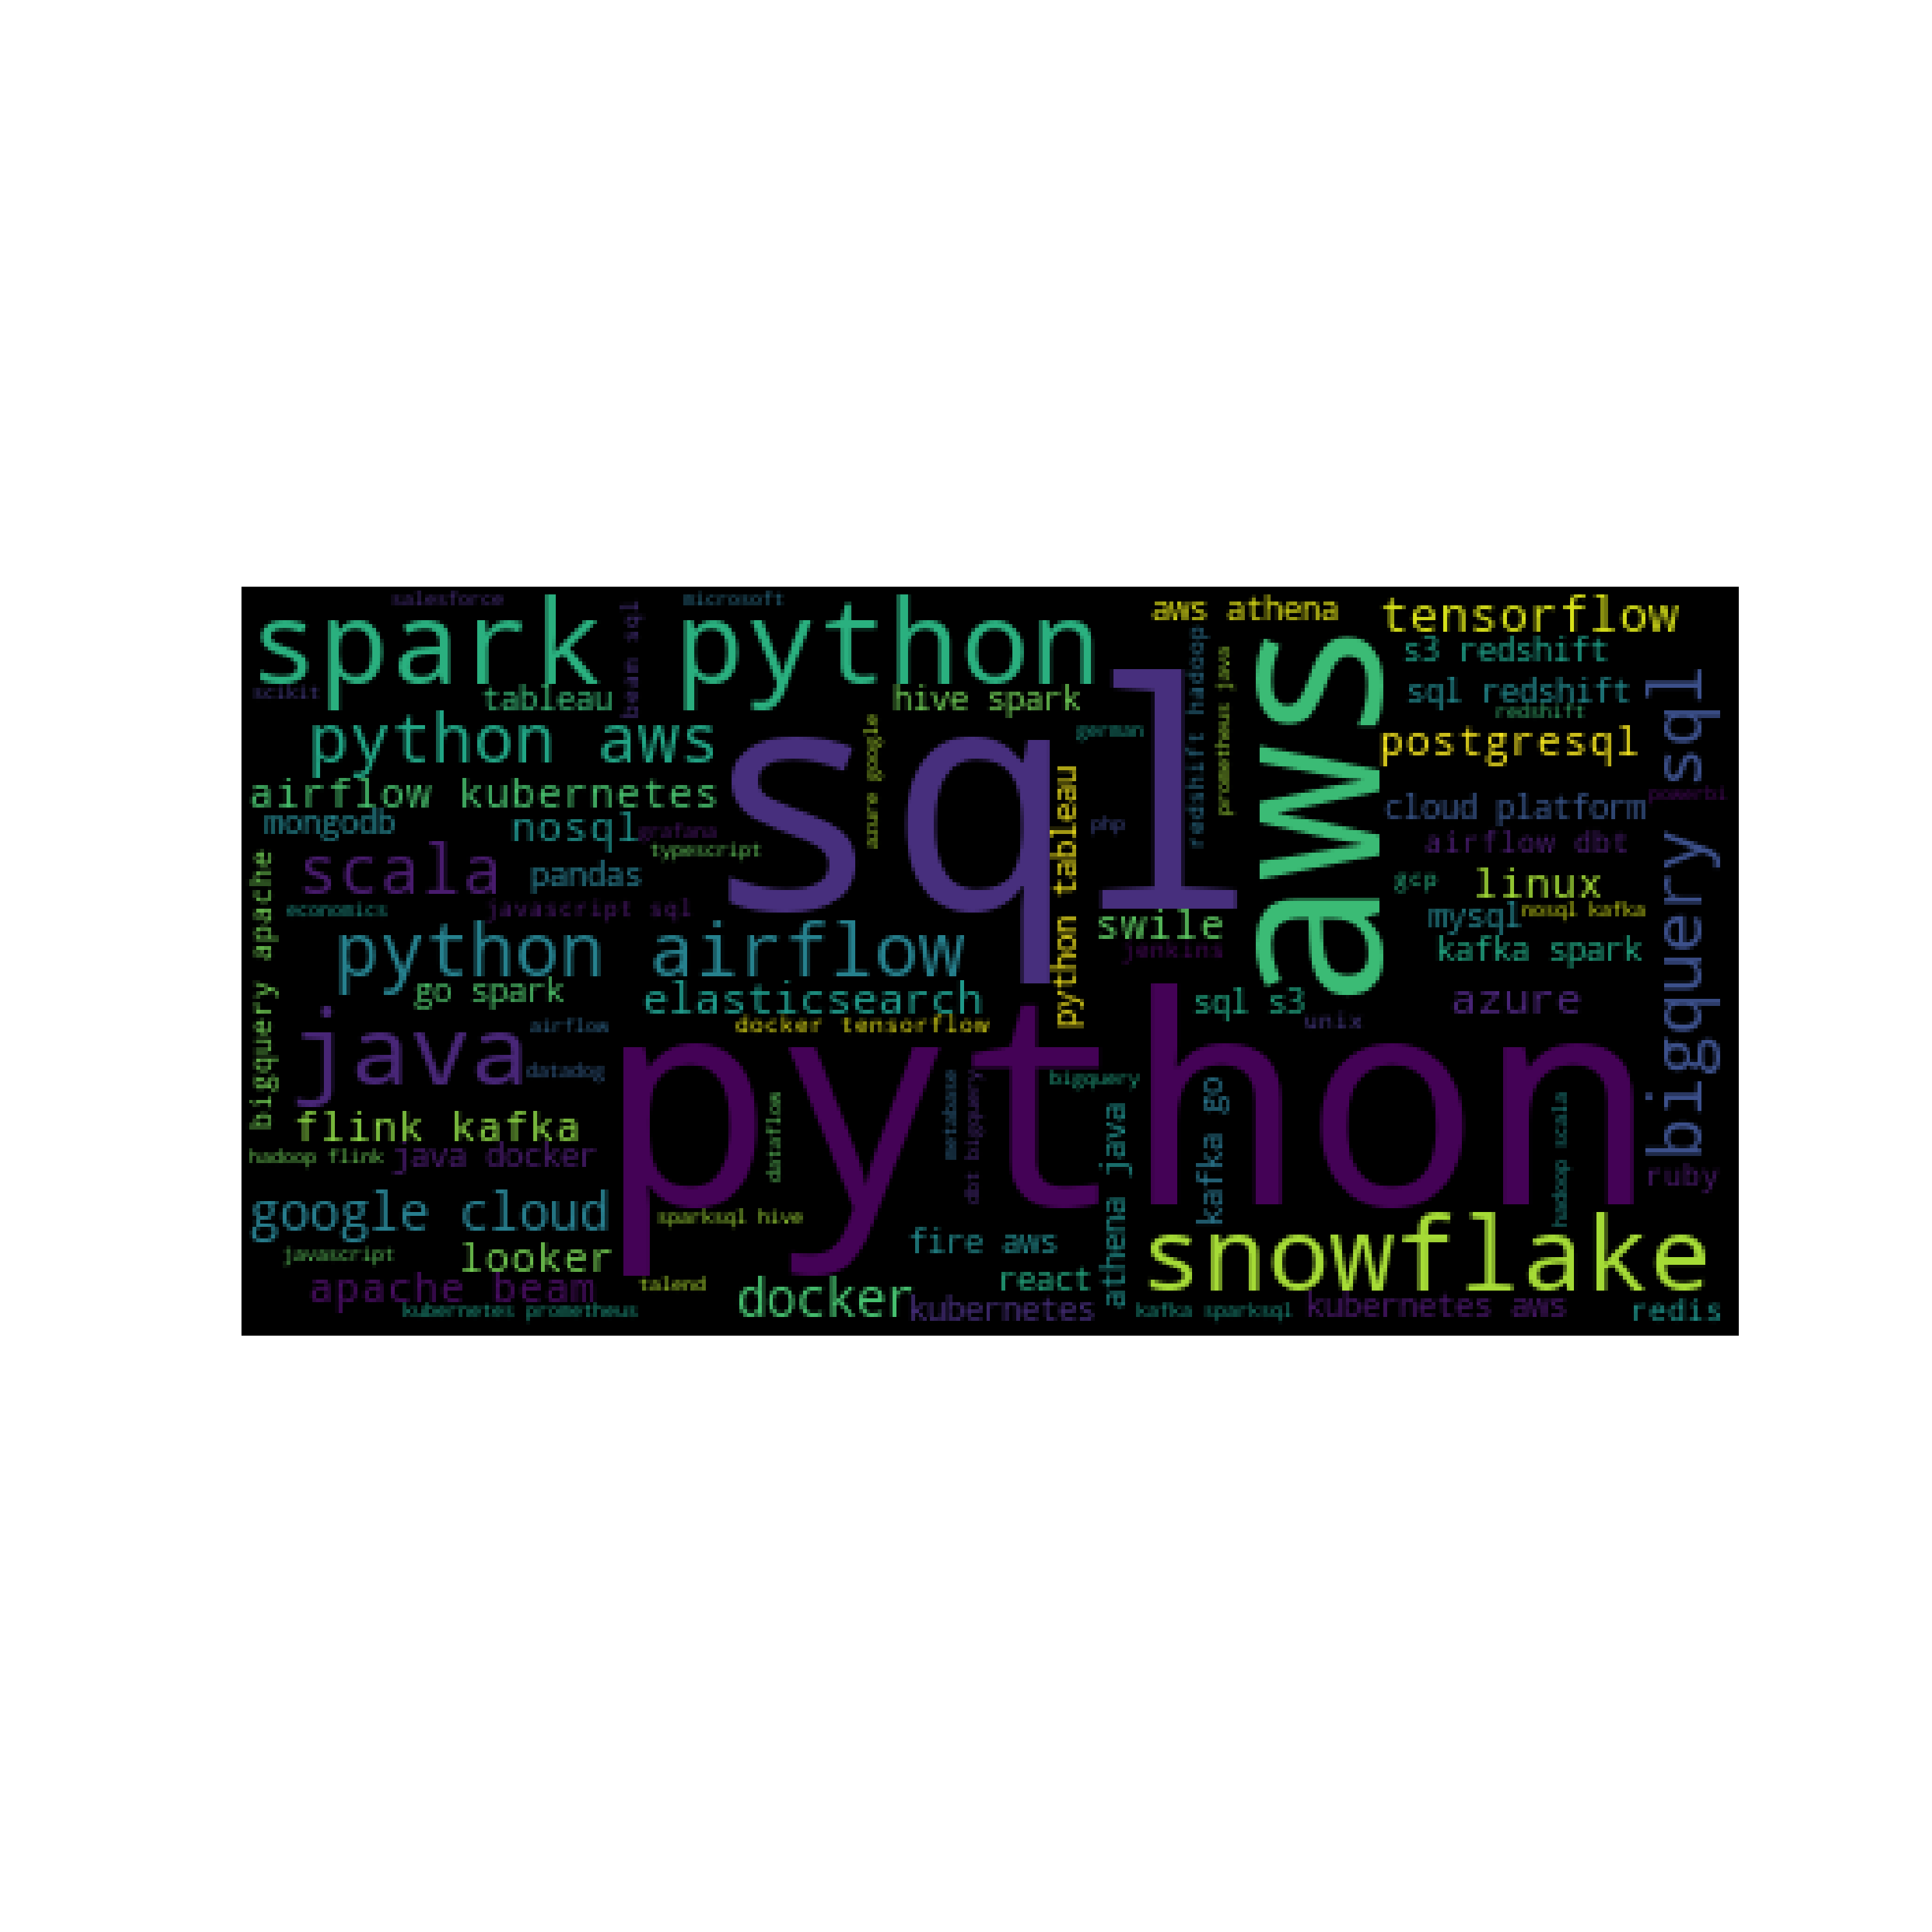 salesforce
microsoft
spark python
aws athena
tensorflow
s3 redshift
scikit
tableau
beam sql
hive spark
redshift hadoop
prometheus java
aws
sql redshift
redshift
bigquery sql
python aws
azure google
sql
german
postgresql
airflow kubernetes
mongodb
nosql
grafana
typescript
php
python tableau
cloud platform
powerbi
airflow dbt
scala
pandas
gcp
linux
bigquery apache
economics
javascript sql
mysql
nosql kafka
swile
jenkins
kafka spark
python airflow
go spark
elasticsearch
sql s3
azure
java
airflow
docker tensorflow
unix
datadog
python
bigquery
metabase
dbt bigquery
dataflow
athena java
kafka go
hadoop scala
flink kafka
hadoop flink
java docker
ruby
google cloud
sparksql hive
fire aws
snowflake
javascript
looker
apache beam
talend
react
docker
kubernetes
kubernetes prometheus
kafka sparksql
kubernetes aws
redis